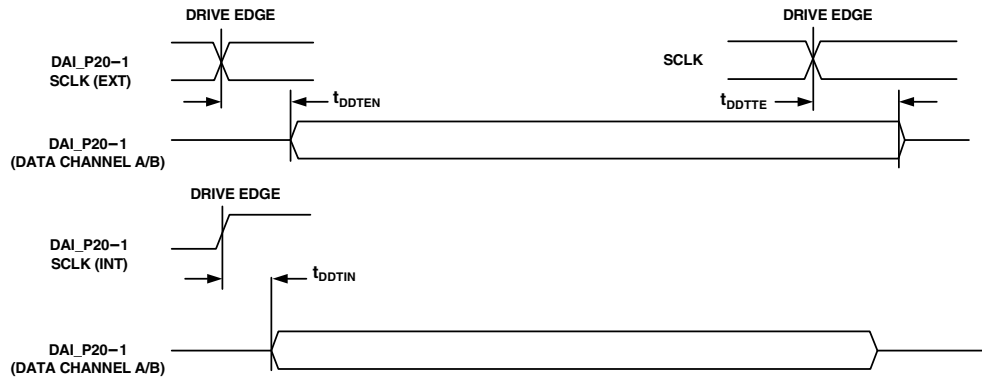 DRIVE EDGE
DRIVE EDGE
DAI_P20–1
SCLK (EXT)
SCLK
tDDTEN
tDDTTE
DAI_P20–1
(DATA CHANNEL A/B)
DRIVE EDGE
DAI_P20–1
SCLK (INT)
tDDTIN
DAI_P20–1
(DATA CHANNEL A/B)